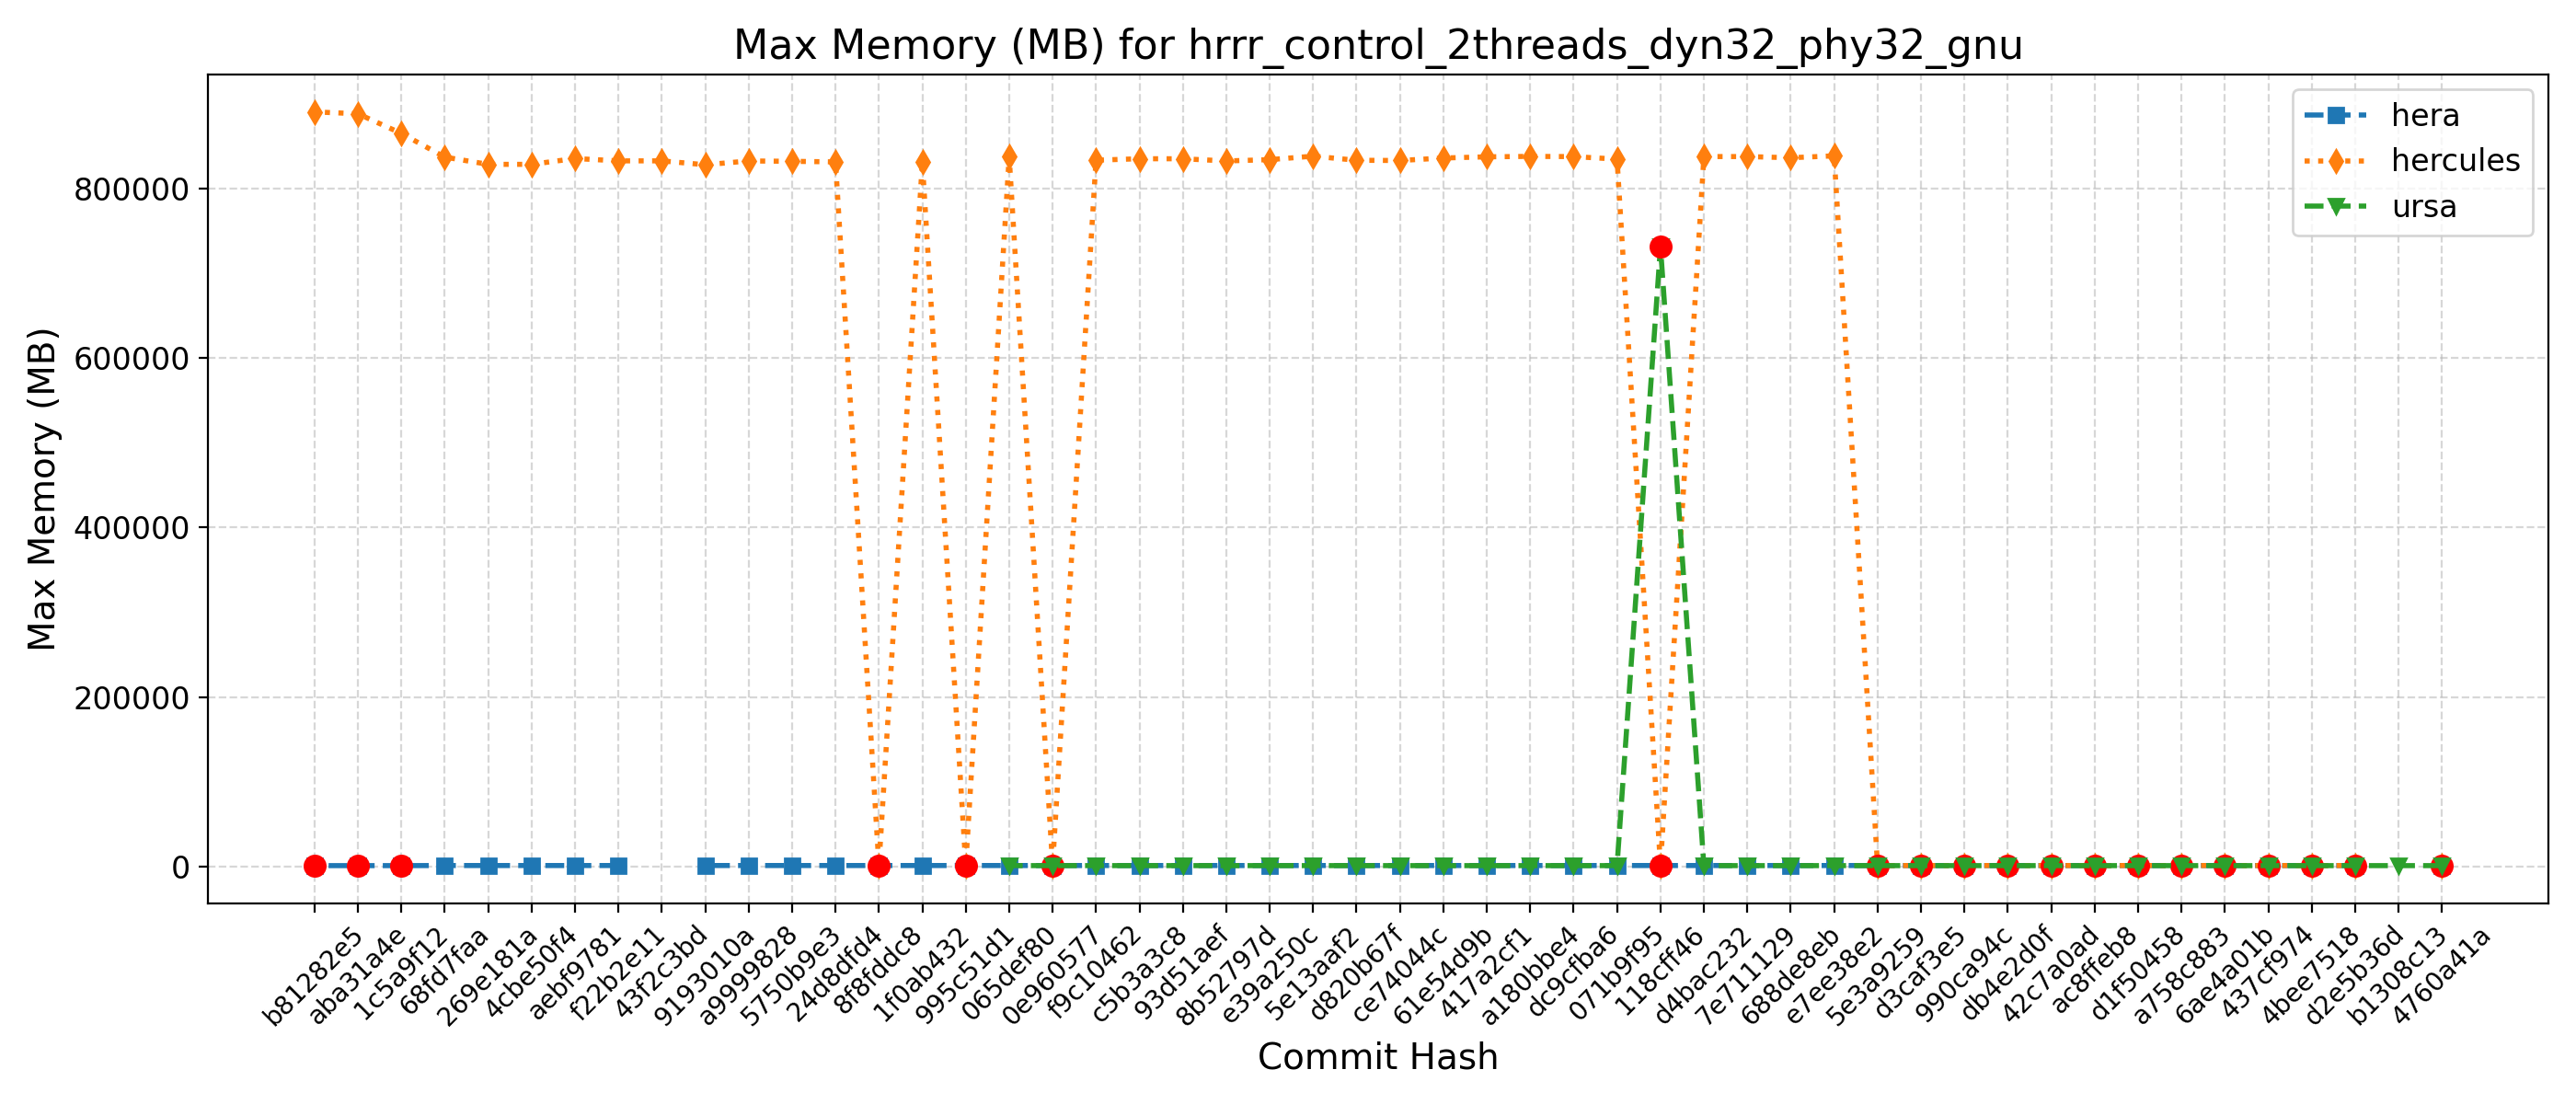 Max Memory (MB) for hrrr_control_2threads_dyn32_phy32_gnu
hera
hercules
ursa
Max Memory (MB)
800000
600000
400000
200000
0
b81282e5
aba31a4e
1c5a9f12
68fd7faa
269e181a
4cbe50f4
aebf9781
f22b2e11
43f2c3bd
9193010a
a9999828
5750b9e3
24d8dfd4
8f8fddc8
1f0ab432
995c51d1
065def80
0e960577
f9c10462
c5b3a3c8
93d51aef
8b52797d
e39a250c
5e13aaf2
d820b67f
ce74044c
61e54d9b
417a2cf1
a180bbe4
dc9cfba6
071b9f95
118cff46
d4bac232
7e711129
688de8eb
e7ee38e2
5e3a9259
d3caf3e5
990ca94c
db4e2d0f
42c7a0ad
ac8ffeb8
d1f50458
a758c883
6ae4a01b
437cf974
4bee7518
d2e5b36d
b1308c13
4760a41a
Commit Hash